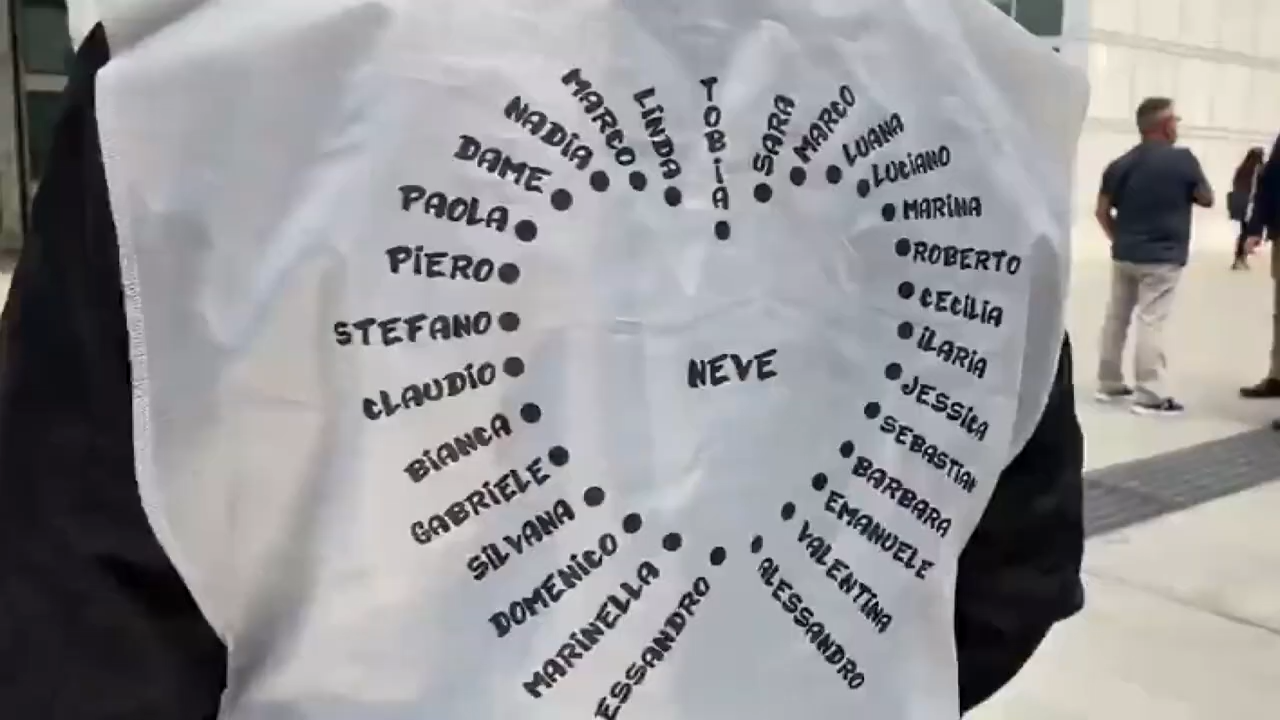 TOBIA
SARA
MARCO
LUANA
LUCIANO
MARINA
ROBERTO
CECILIA
ILARIA
JESSICA
SEBASTIAN
BARBARA
EMANUELE
VALENTINA
ALESSANDRO
ESSANDRO
MARINELLA
DOMENICO
SILVANA
GABRIELE
BIANCA
CLAUDIO
STEFANO
PIERO
PAOLA
DAME
NADIA
MARCO
LINDA
NEVE